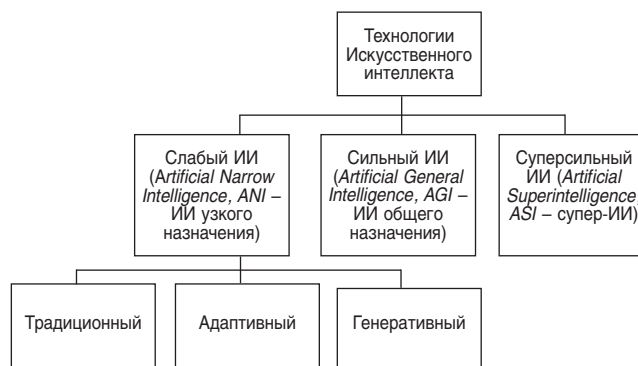 Технологии
Искусственного
интеллекта
Слабый ИИ
(Artificial Narrow
Intelligence, ANI –
ИИ узкого
назначения)
Сильный ИИ
(Artificial General
Intelligence, AGI –
ИИ общего
назначения)
Суперсильный
ИИ (Artificial
Superintelligence,
ASI – супер-ИИ)
Традиционный
Адаптивный
Генеративный